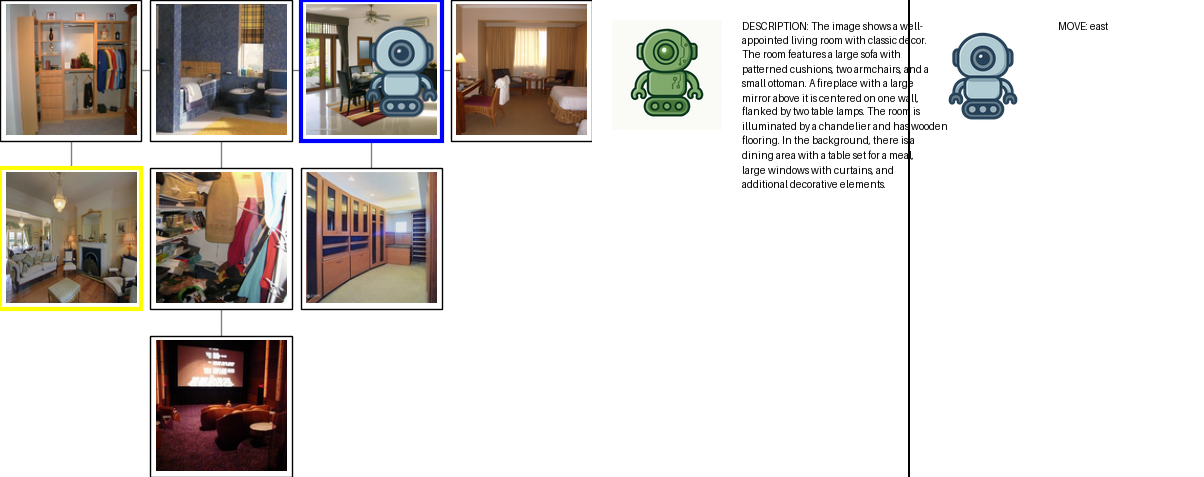 DESCRIPTION: The image shows a well-
appointed living room with classic decor.
The room features a large sofa with
patterned cushions, two armchairs, and a
small ottoman. A fireplace with a large
mirror above it is centered on one wall,
flanked by two table lamps. The room is
illuminated by a chandelier and has wooden
flooring. In the background, there is a
dining area with a table set for a meal,
large windows with curtains, and
additional decorative elements.
MOVE: east